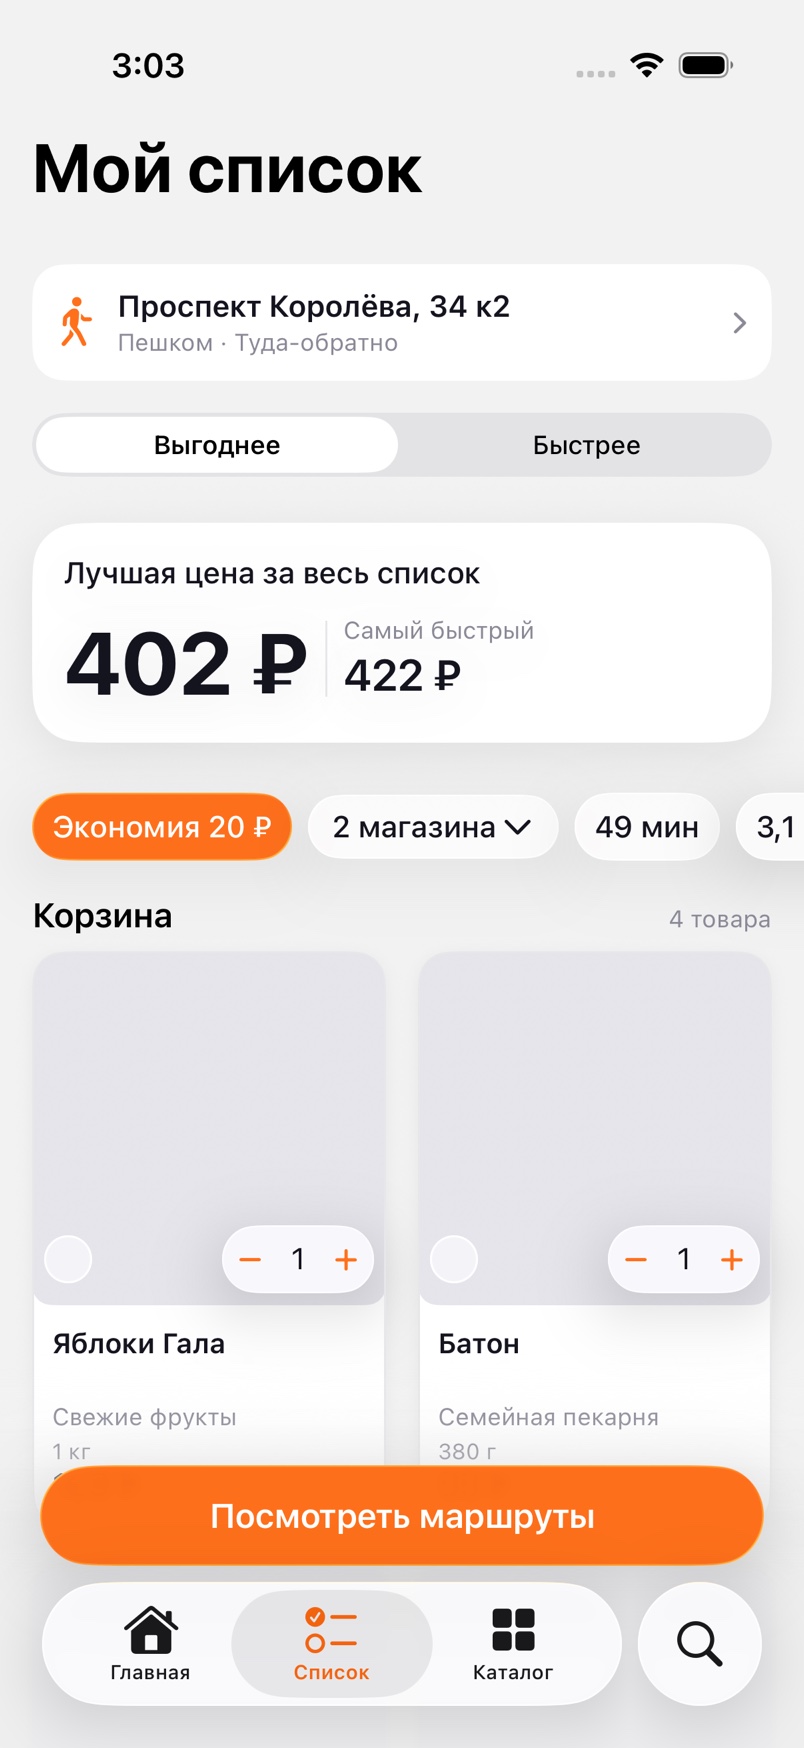 3:03
Мой список
Проспект Королёва, 34 к2
Пешком · Туда-обратно
Выгоднее
Быстрее
Лучшая цена за весь список
402 ₽
Самый быстрый
422 ₽
Экономия 20 ₽
2 магазина
49 мин
3,1
Корзина
4 товара
1
1
Яблоки Гала
Батон
Свежие фрукты
Семейная пекарня
1 кг
380 г
Посмотреть маршруты
Главная
Список
Каталог